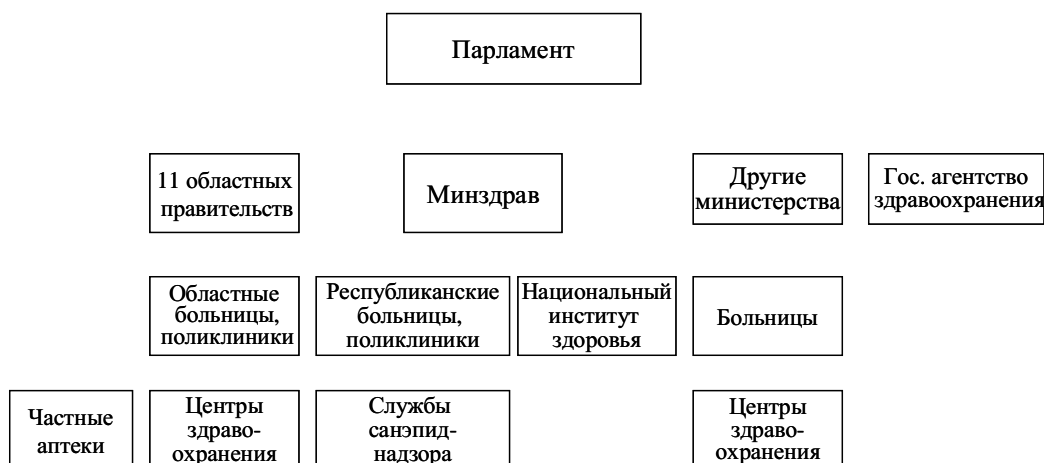 Парламент
11 областных
правительств
Минздрав
Другие
министерства
Гос. агентство
здравоохранения
Областные
больницы,
поликлиники
Республиканские
больницы,
поликлиники
Национальный
институт
здоровья
Больницы
Частные
аптеки
Центры
здраво-
охранения
Службы
санэпид-
надзора
Центры
здраво-
охранения